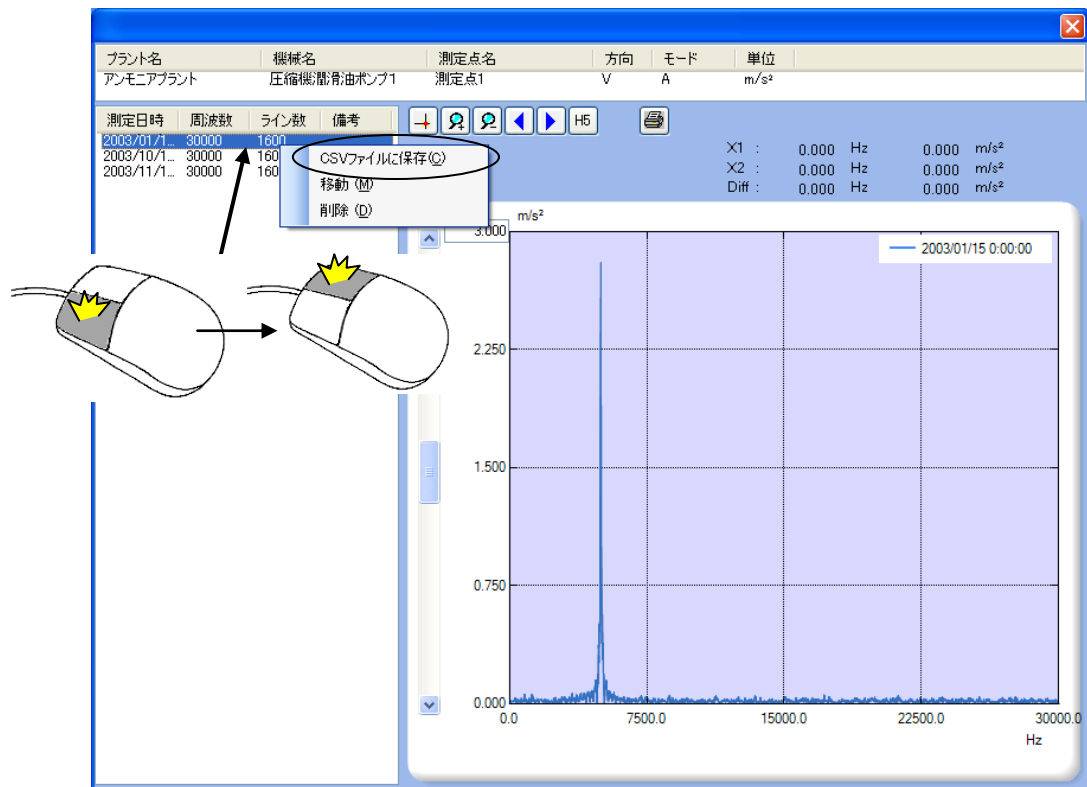 プラント名 機械名 測定点名 方向 モード 単位
アンモニアプラント 圧縮機潤滑油ポンプ1 測定点1 V A m/s²
測定日時 周波数 ライン数 備考 H5
2003/01/1... 30000 1600
2003/10/1... 30000 160
2003/11/1... 30000 160
CSVファイルに保存(C)
移動 (M)
削除 (D)
X1 : 0.000 Hz 0.000 m/s²
X2 : 0.000 Hz 0.000 m/s²
Diff : 0.000 Hz 0.000 m/s²
m/s²
3.000
2003/01/15 0:00:00
2.250
1.500
0.750
0.000
0.0 7500.0 15000.0 22500.0 30000.0
Hz